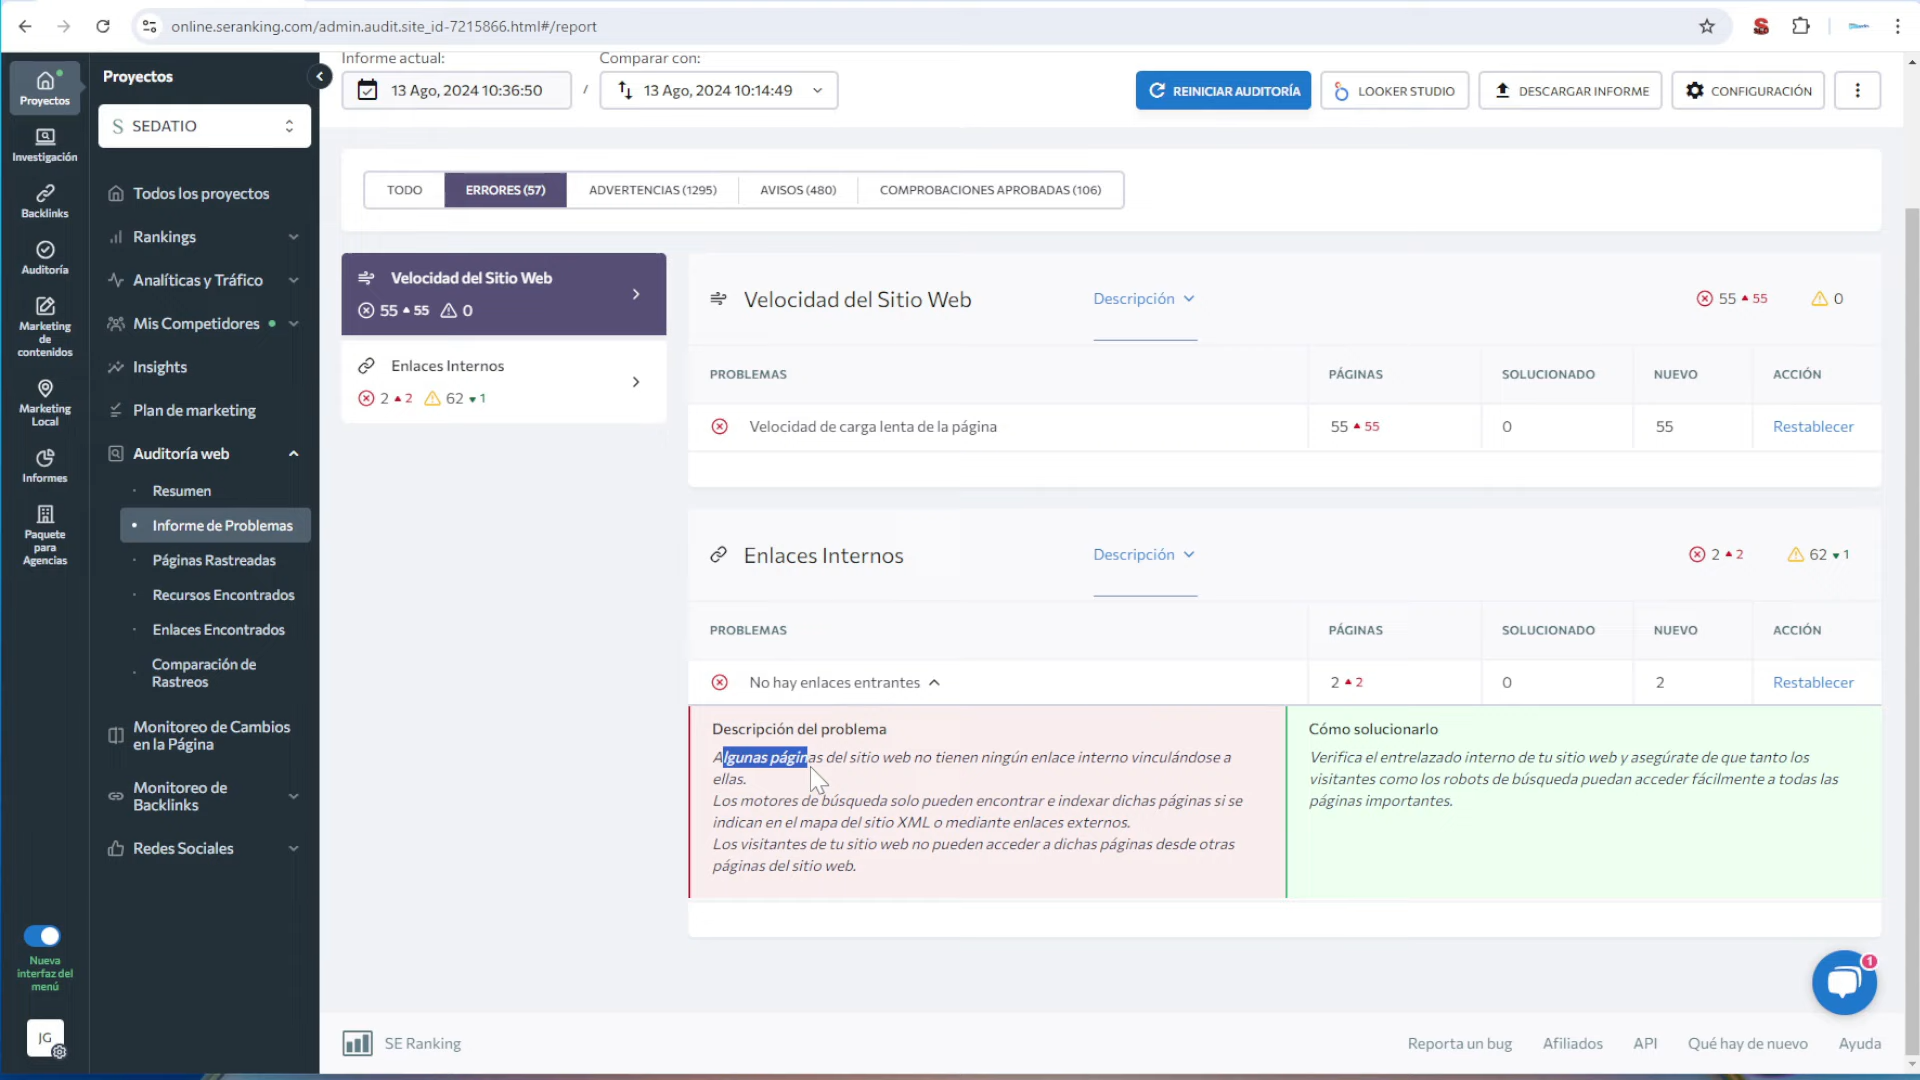 online.seranking.com/admin.audit.site_id-7215866.html#/report
Proyectos
Investigación
Backlinks
Auditoría
Marketing
de
contenidos
Marketing
Local
Informes
Paquete
para
Agencias
Nueva
interfaz del
menú
JG
Proyectos
S SEDATIO
Todos los proyectos
Rankings
Analíticas y Tráfico
Mis Competidores
Insights
Plan de marketing
Auditoría web
Resumen
Informe de Problemas
Páginas Rastreadas
Recursos Encontrados
Enlaces Encontrados
Comparación de
Rastreos
Monitoreo de Cambios
en la Página
Monitoreo de
Backlinks
Redes Sociales
Informe actual:
Comparar con:
13 Ago, 2024 10:36:50 / 13 Ago, 2024 10:14:49
REINICIAR AUDITORÍA
LOOKER STUDIO
DESCARGAR INFORME
CONFIGURACIÓN
TODO
ERRORES (57)
ADVERTENCIAS (1295)
AVISOS (480)
COMPROBACIONES APROBADAS (106)
Velocidad del Sitio Web
55 ▲ 55 0
Enlaces Internos
2 ▲ 2 62 ▼ 1
Velocidad del Sitio Web Descripción 55 ▲ 55 0
PROBLEMAS PÁGINAS SOLUCIONADO NUEVO ACCIÓN
Velocidad de carga lenta de la página 55 ▲ 55 0 55 Restablecer
Enlaces Internos Descripción 2 ▲ 2 62 ▼ 1
PROBLEMAS PÁGINAS SOLUCIONADO NUEVO ACCIÓN
No hay enlaces entrantes 2 ▲ 2 0 2 Restablecer
Descripción del problema
Algunas páginas del sitio web no tienen ningún enlace interno vinculándose a
ellas.
Los motores de búsqueda solo pueden encontrar e indexar dichas páginas si se
indican en el mapa del sitio XML o mediante enlaces externos.
Los visitantes de tu sitio web no pueden acceder a dichas páginas desde otras
páginas del sitio web.
Cómo solucionarlo
Verifica el entrelazado interno de tu sitio web y asegúrate de que tanto los
visitantes como los robots de búsqueda puedan acceder fácilmente a todas las
páginas importantes.
1
SE Ranking
Reporta un bug
Afiliados
API
Qué hay de nuevo
Ayuda